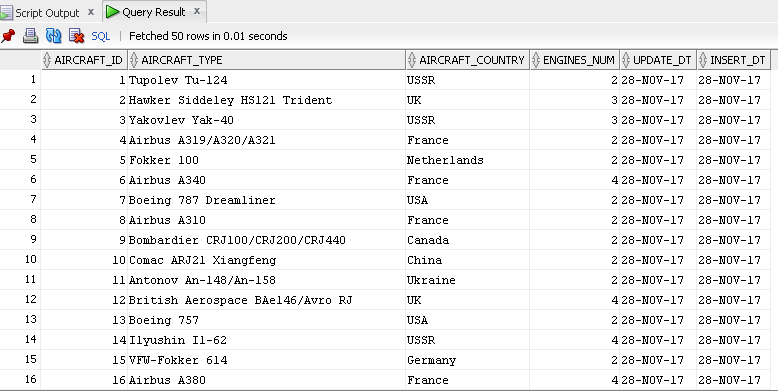 Script Output x Query Result x
SQL | Fetched 50 rows in 0.01 seconds
AIRCRAFT_ID AIRCRAFT_TYPE AIRCRAFT_COUNTRY ENGINES_NUM UPDATE_DT INSERT_DT
1 1 Tupolev Tu-124 USSR 2 28-NOV-17 28-NOV-17
2 2 Hawker Siddeley HS121 Trident UK 3 28-NOV-17 28-NOV-17
3 3 Yakovlev Yak-40 USSR 3 28-NOV-17 28-NOV-17
4 4 Airbus A319/A320/A321 France 2 28-NOV-17 28-NOV-17
5 5 Fokker 100 Netherlands 2 28-NOV-17 28-NOV-17
6 6 Airbus A340 France 4 28-NOV-17 28-NOV-17
7 7 Boeing 787 Dreamliner USA 2 28-NOV-17 28-NOV-17
8 8 Airbus A310 France 2 28-NOV-17 28-NOV-17
9 9 Bombardier CRJ100/CRJ200/CRJ440 Canada 2 28-NOV-17 28-NOV-17
10 10 Comac ARJ21 Xiangfeng China 2 28-NOV-17 28-NOV-17
11 11 Antonov An-148/An-158 Ukraine 2 28-NOV-17 28-NOV-17
12 12 British Aerospace BAe146/Avro RJ UK 4 28-NOV-17 28-NOV-17
13 13 Boeing 757 USA 2 28-NOV-17 28-NOV-17
14 14 Ilyushin Il-62 USSR 4 28-NOV-17 28-NOV-17
15 15 VFW-Fokker 614 Germany 2 28-NOV-17 28-NOV-17
16 16 Airbus A380 France 4 28-NOV-17 28-NOV-17